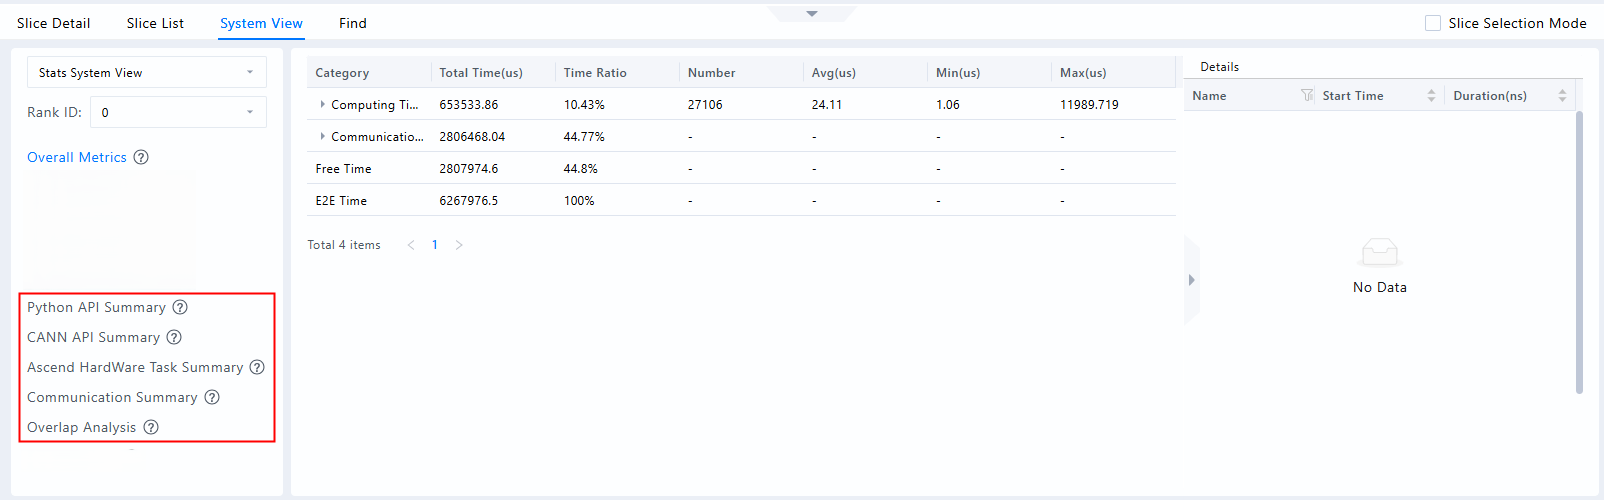 Slice Detail Slice List System View Find Slice Selection Mode
Stats System View
Rank ID: 0
Overall Metrics
Python API Summary
CANN API Summary
Ascend HardWare Task Summary
Communication Summary
Overlap Analysis
Category Total Time(us) Time Ratio Number Avg(us) Min(us) Max(us)
Computing Ti... 653533.86 10.43% 27106 24.11 1.06 11989.719
Communicatio... 2806468.04 44.77% - - - -
Free Time 2807974.6 44.8% - - - -
E2E Time 6267976.5 100% - - - -
Total 4 items < 1 >
Details
Name Start Time Duration(ns)
No Data